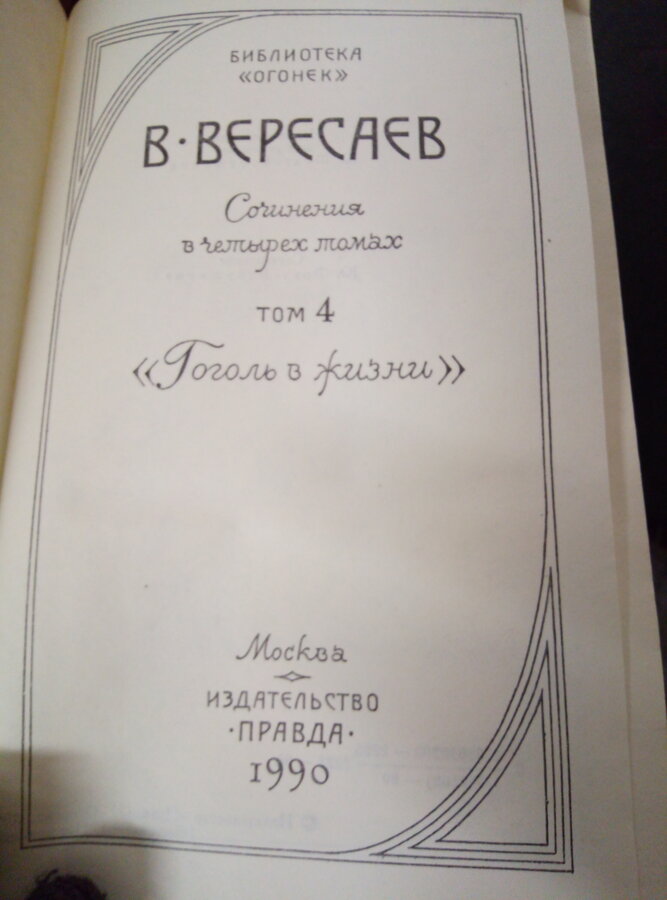 БИБЛИОТЕКА
«ОГОНЕК»
В·ВЕРЕСАЕВ
Сочинения
в четырех томах
ТОМ 4
«Гоголь в жизни»
Москва
ИЗДАТЕЛЬСТВО
·ПРАВДА·
1990